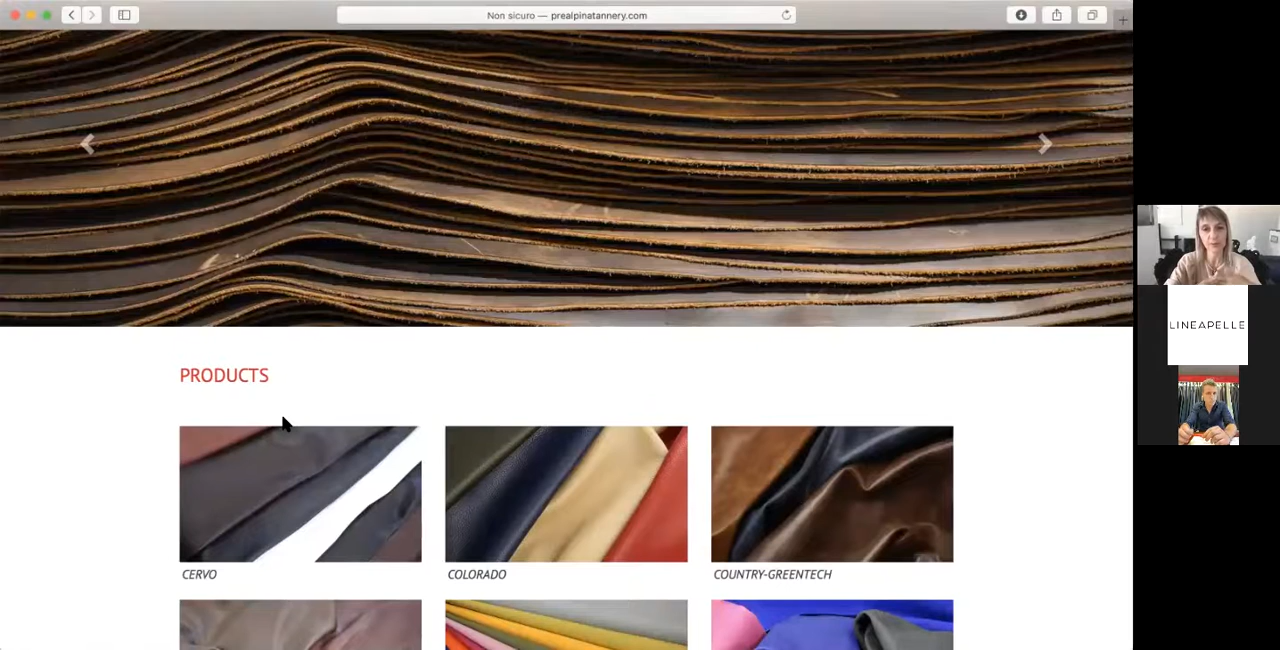 Non sicuro — prealpinatannery.com
LINEAPELLE
PRODUCTS
CERVO
COLORADO
COUNTRY-GREENTECH